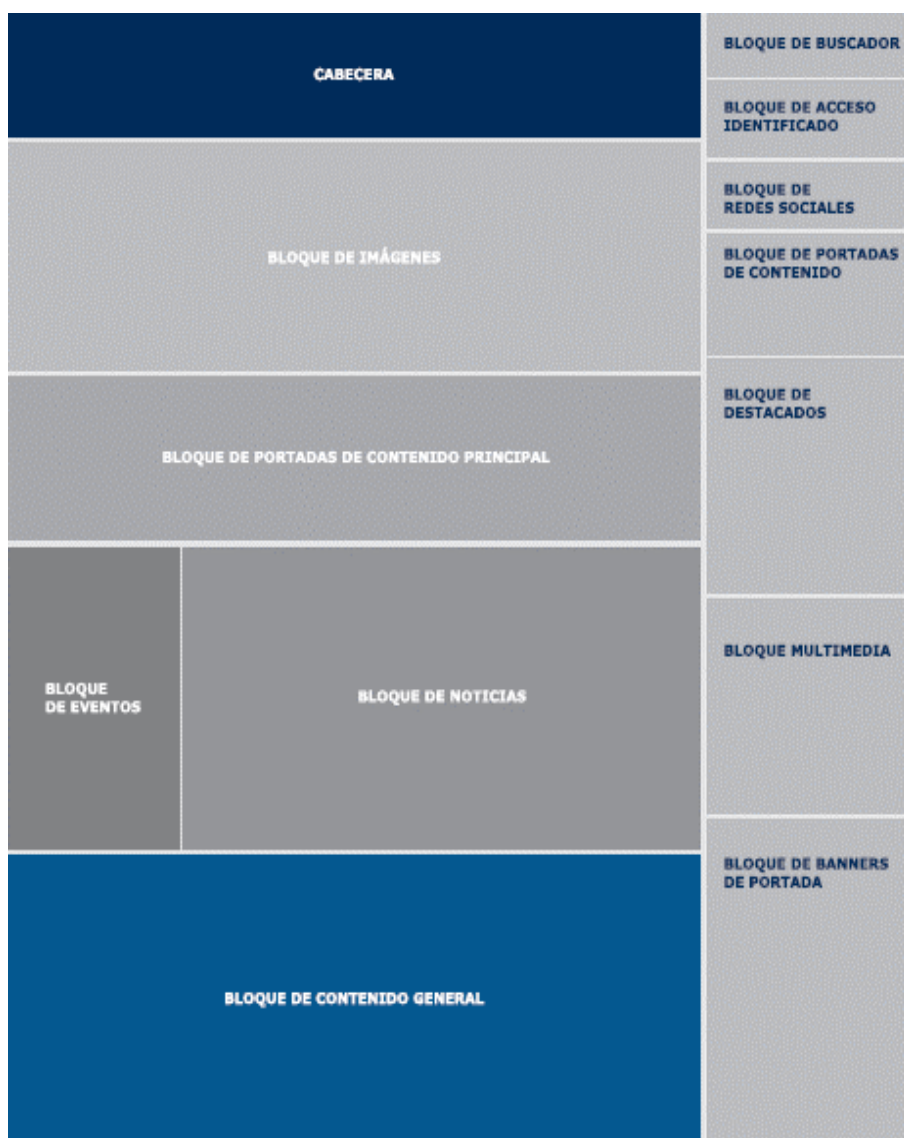 CABECERA
BLOQUE DE IMÁGENES
BLOQUE DE PORTADAS DE CONTENIDO PRINCIPAL
BLOQUE
DE EVENTOS
BLOQUE DE NOTICIAS
BLOQUE DE CONTENIDO GENERAL
BLOQUE DE BUSCADOR
BLOQUE DE ACCESO
IDENTIFICADO
BLOQUE DE
REDES SOCIALES
BLOQUE DE PORTADAS
DE CONTENIDO
BLOQUE DE
DESTACADOS
BLOQUE MULTIMEDIA
BLOQUE DE BANNERS
DE PORTADA